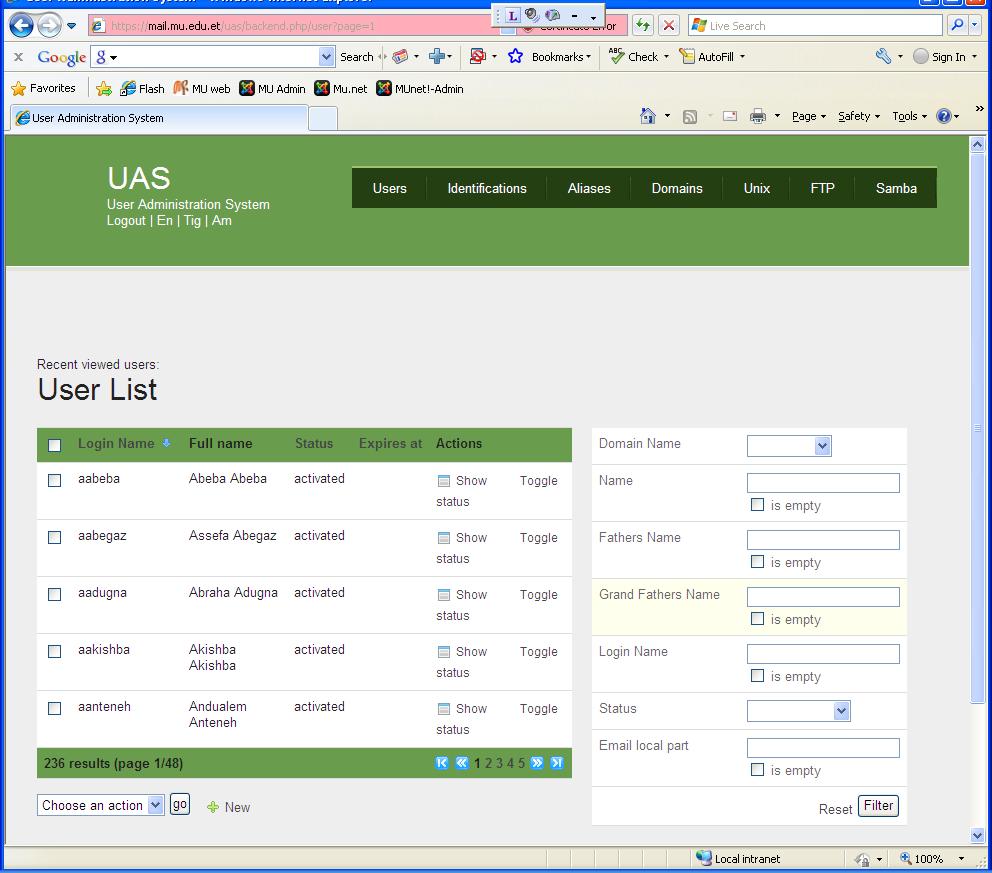 L
https://mail.mu.edu.et/uas/backend.php/user?page=1
Certificate Error
Live Search
x Google
Search
Bookmarks
Check
AutoFill
Sign In
Favorites
Flash
MU web
MU Admin
Mu.net
MUnet!-Admin
User Administration System
Page
Safety
Tools
»
UAS
User Administration System
Logout | En | Tig | Am
Users
Identifications
Aliases
Domains
Unix
FTP
Samba
Recent viewed users:
User List
Login Name Full name Status Expires at Actions
aabeba Abeba Abeba activated Show Toggle
status
aabegaz Assefa Abegaz activated Show Toggle
status
aadugna Abraha Adugna activated Show Toggle
status
aakishba Akishba activated Show Toggle
Akishba status
aanteneh Andualem activated Show Toggle
Anteneh status
236 results (page 1/48) 1 2 3 4 5
Choose an action go New
Domain Name
Name
is empty
Fathers Name
is empty
Grand Fathers Name
is empty
Login Name
is empty
Status
Email local part
is empty
Reset Filter
Local intranet
100%